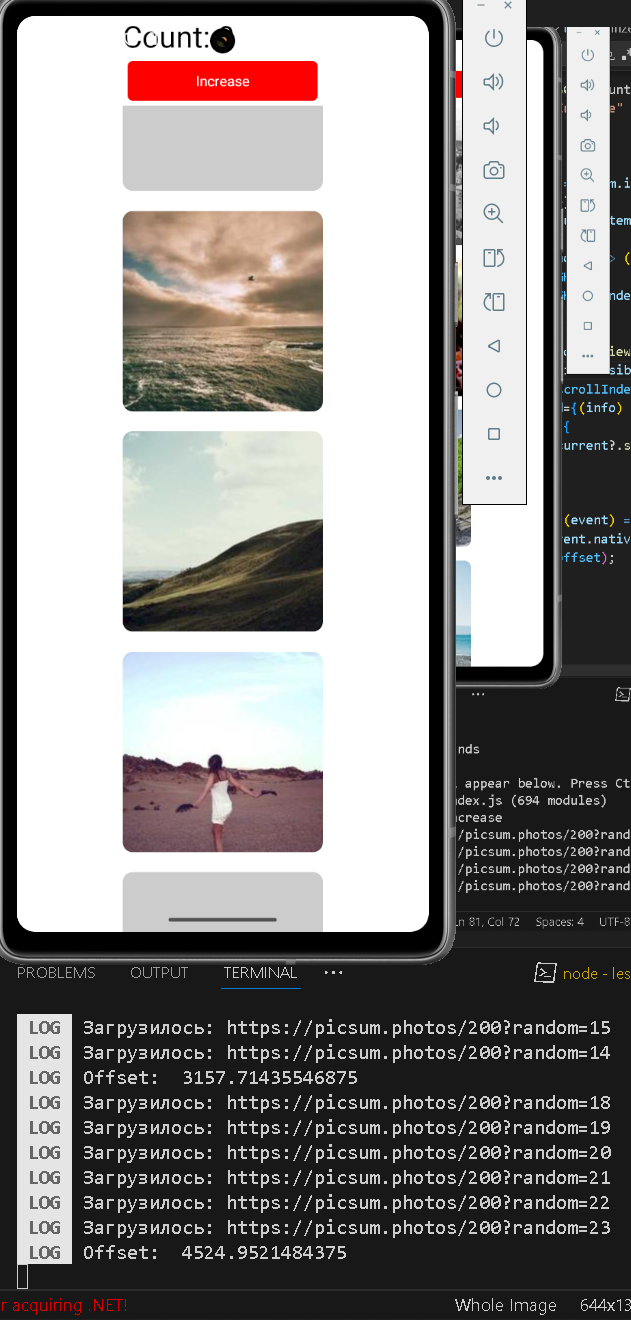 Count:
Increase
unt
"
m.i
tem
> (
nde
iew
sib
crollInde
={(info)
{
urrent?.s
(event) =
ent.nativ
ffset);
...
nds
appear below. Press Ct
ndex.js (694 modules)
ncrease
/picsum.photos/200?rand
/picsum.photos/200?rand
/picsum.photos/200?rand
/picsum.photos/200?rand
Ln 81, Col 72 Spaces: 4 UTF-8
PROBLEMS OUTPUT TERMINAL ... node - les
LOG Загрузилось: https://picsum.photos/200?random=15
LOG Загрузилось: https://picsum.photos/200?random=14
LOG Offset: 3157.71435546875
LOG Загрузилось: https://picsum.photos/200?random=18
LOG Загрузилось: https://picsum.photos/200?random=19
LOG Загрузилось: https://picsum.photos/200?random=20
LOG Загрузилось: https://picsum.photos/200?random=21
LOG Загрузилось: https://picsum.photos/200?random=22
LOG Загрузилось: https://picsum.photos/200?random=23
LOG Offset: 4524.9521484375
r acquiring .NET! Whole Image 644x13